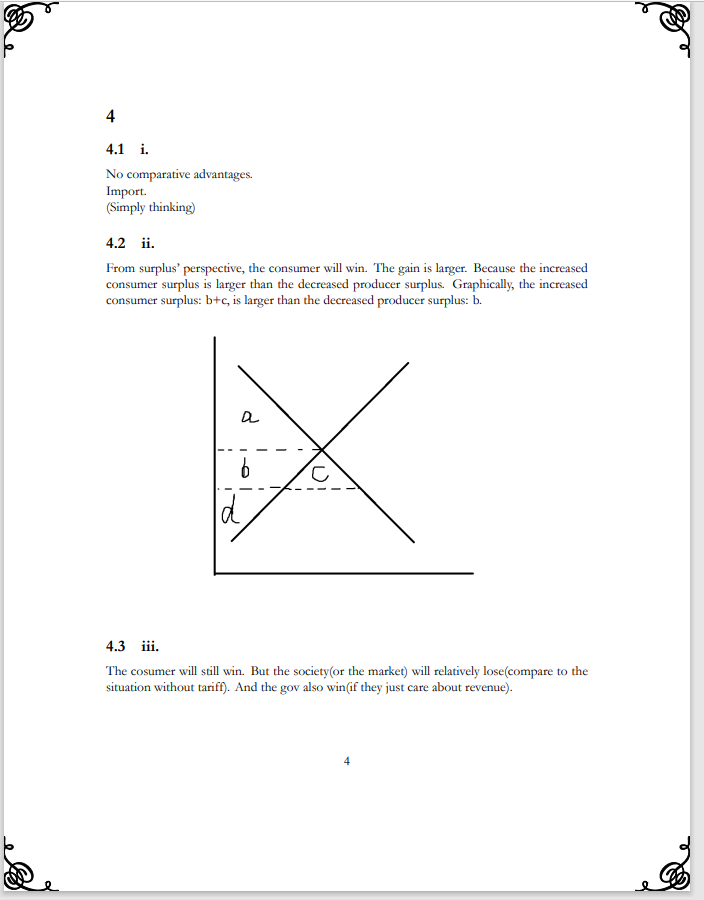 4
4.1 i.
No comparative advantages.
Import.
(Simply thinking)
4.2 ii.
From surplus' perspective, the consumer will win. The gain is larger. Because the increased
consumer surplus is larger than the decreased producer surplus. Graphically, the increased
consumer surplus: b+c, is larger than the decreased producer surplus: b.
a
b
c
d
4.3 iii.
The cosumer will still win. But the society(or the market) will relatively lose(compare to the
situation without tariff). And the gov also win(if they just care about revenue).
4